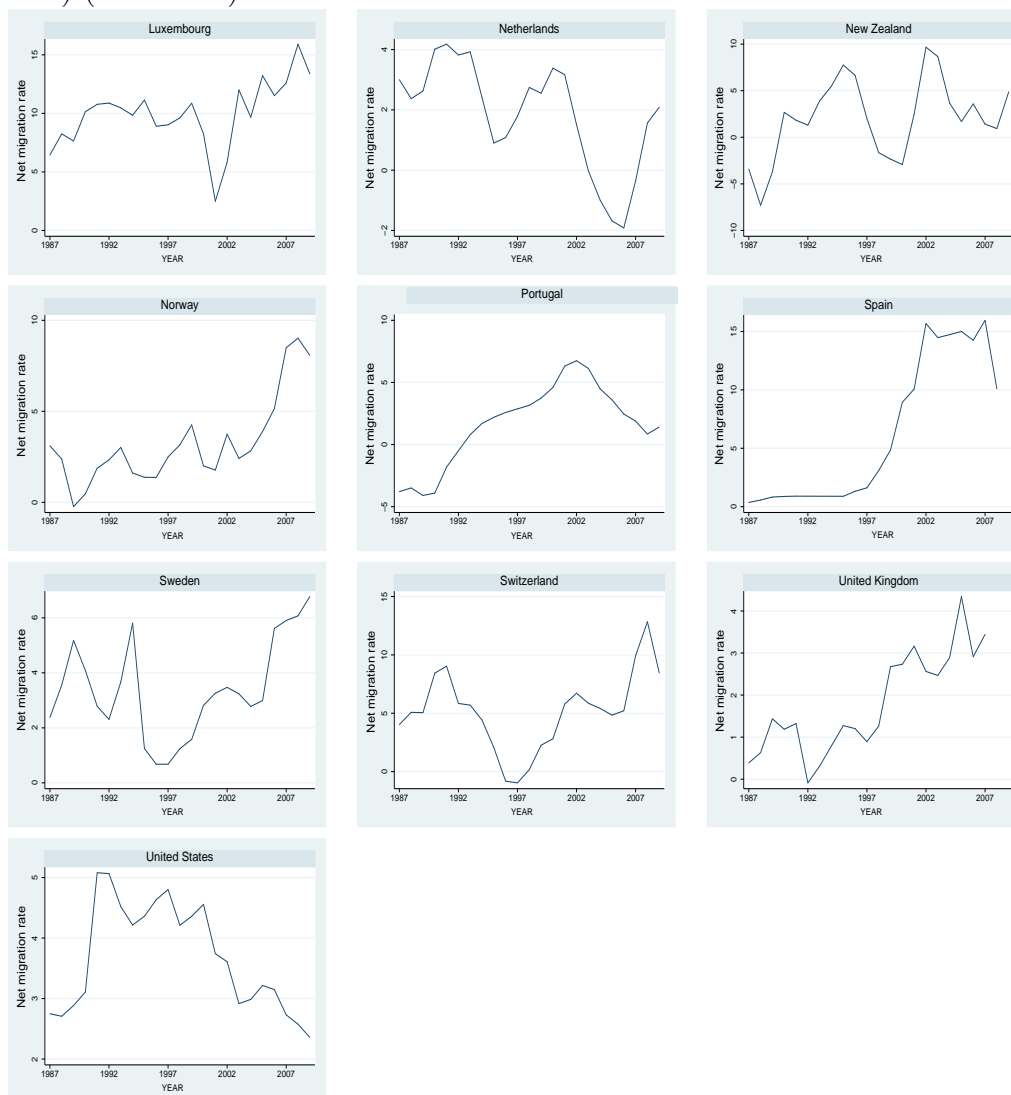 Luxembourg
Net migration rate
15
10
5
0
1987 1992 1997 2002 2007
YEAR
Netherlands
Net migration rate
4
2
0
−2
1987 1992 1997 2002 2007
YEAR
New Zealand
Net migration rate
10
5
0
−5
−10
1987 1992 1997 2002 2007
YEAR
Norway
Net migration rate
10
5
0
1987 1992 1997 2002 2007
YEAR
Portugal
Net migration rate
10
5
0
−5
1987 1992 1997 2002 2007
YEAR
Spain
Net migration rate
15
10
5
0
1987 1992 1997 2002 2007
YEAR
Sweden
Net migration rate
6
4
2
0
1987 1992 1997 2002 2007
YEAR
Switzerland
Net migration rate
15
10
5
0
1987 1992 1997 2002 2007
YEAR
United Kingdom
Net migration rate
4
3
2
1
0
1987 1992 1997 2002 2007
YEAR
United States
Net migration rate
5
4
3
2
1987 1992 1997 2002 2007
YEAR